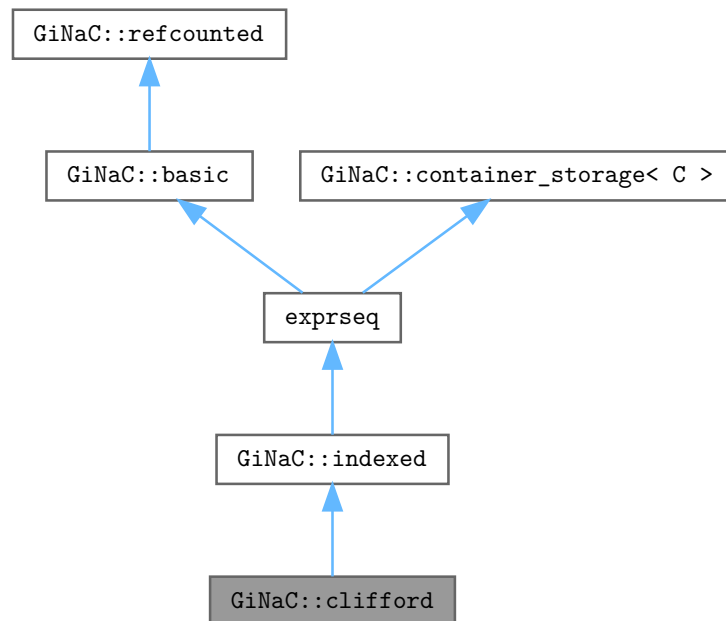 GiNaC::refcounted
GiNaC::basic
GiNaC::container_storage< C >
exprseq
GiNaC::indexed
GiNaC::clifford